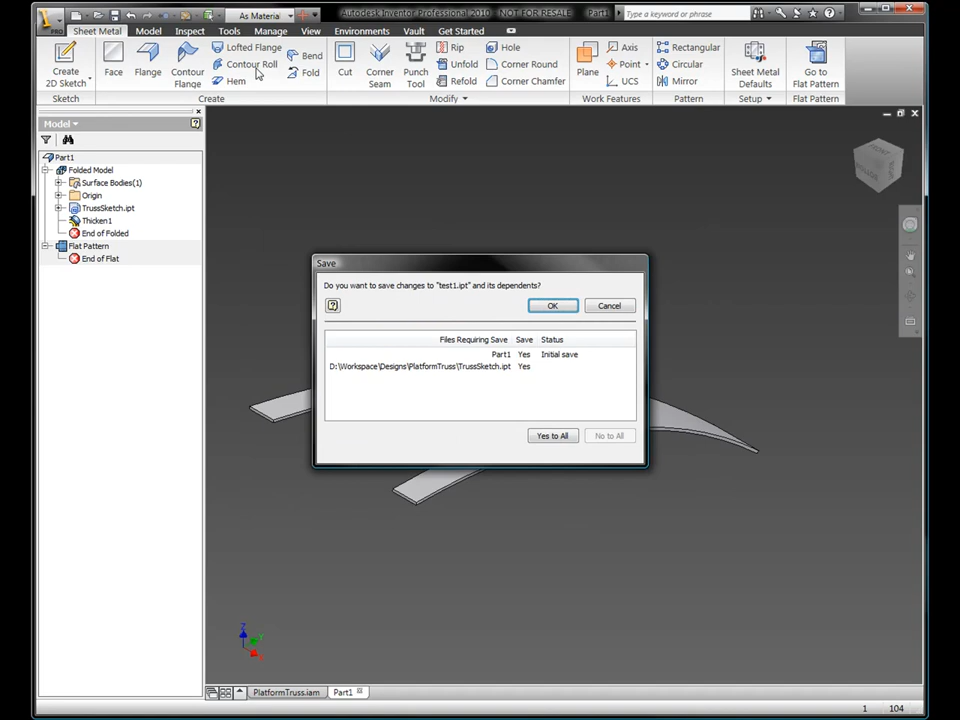 As Material
Autodesk Inventor Professional 2010 - NOT FOR RESALE Part1
Type a keyword or phrase
PRO
Sheet Metal Model Inspect Tools Manage View Environments Vault Get Started
Create 2D Sketch
Face
Flange
Contour Flange
Lofted Flange
Contour Roll
Hem
Bend
Fold
Cut
Corner Seam
Punch Tool
Rip
Unfold
Refold
Hole
Corner Round
Corner Chamfer
Plane
Axis
Point
UCS
Rectangular
Circular
Mirror
Sheet Metal Defaults
Go to Flat Pattern
Sketch Create Modify Work Features Pattern Setup Flat Pattern
Model
Part1
Folded Model
Surface Bodies(1)
Origin
TrussSketch.ipt
Thicken1
End of Folded
Flat Pattern
End of Flat
Save
Do you want to save changes to "test1.ipt" and its dependents?
OK Cancel
Files Requiring Save Save Status
Part1 Yes Initial save
D:\Workspace\Designs\PlatformTruss\TrussSketch.ipt Yes
Yes to All No to All
Z
Y
X
PlatformTruss.iam Part1
1 104